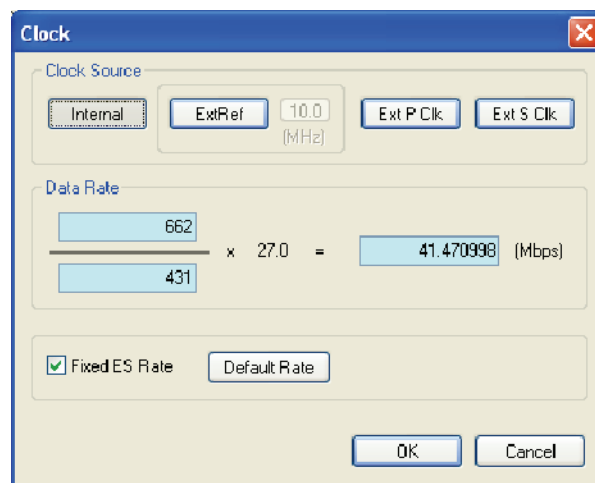 Clock
Clock Source
Internal ExtRef 10.0 (MHz) Ext P Clk Ext S Clk
Data Rate
662
x 27.0 = 41.470998 (Mbps)
431
Fixed ES Rate Default Rate
OK Cancel